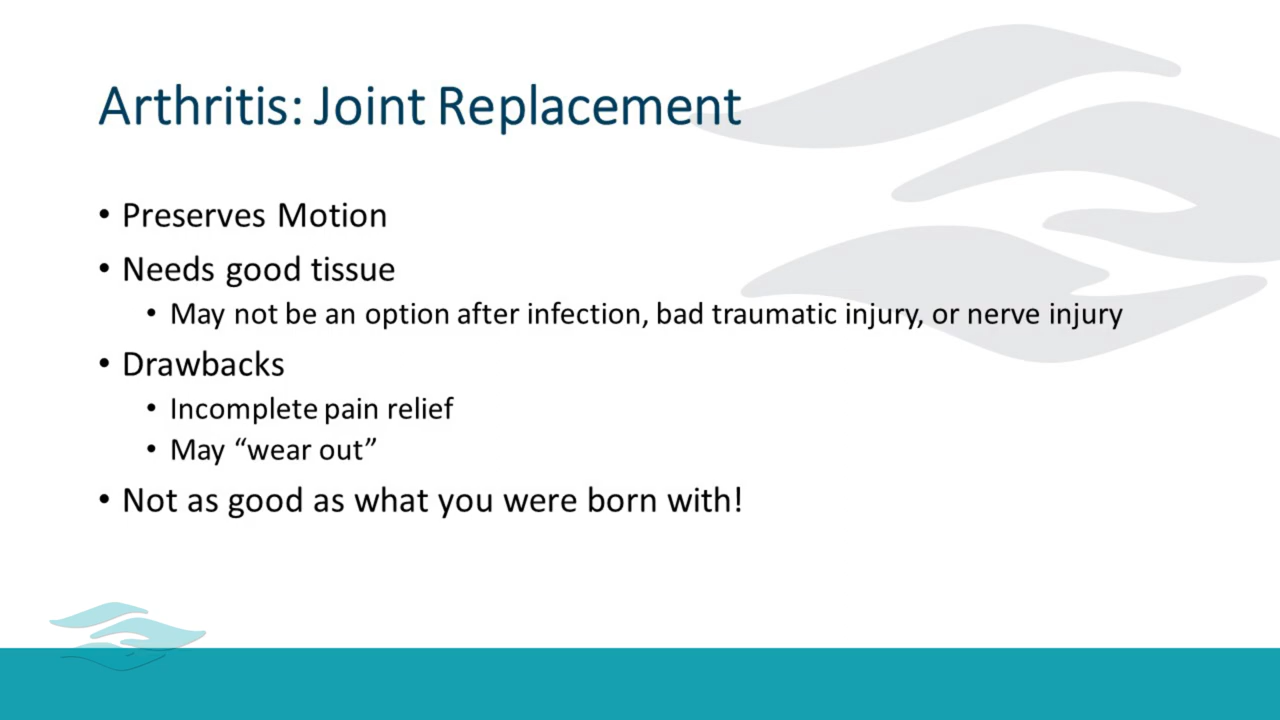 Arthritis: Joint Replacement
• Preserves Motion
• Needs good tissue
• May not be an option after infection, bad traumatic injury, or nerve injury
• Drawbacks
• Incomplete pain relief
• May “wear out”
• Not as good as what you were born with!